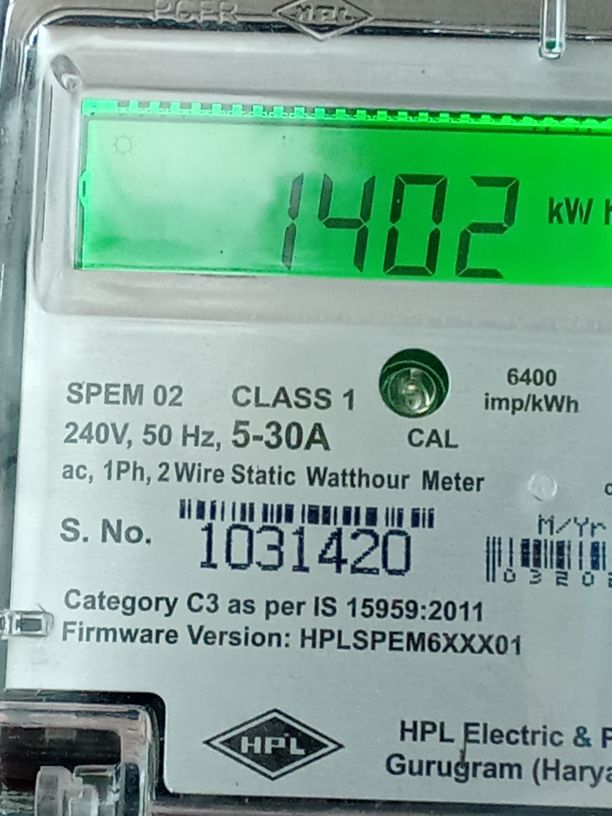 HPL
1402 kW
SPEM 02 CLASS 1
6400
imp/kWh
240V, 50 Hz, 5-30A
CAL
ac, 1Ph, 2 Wire Static Watthour Meter
S. No. 1031420
M/Yr
0320
Category C3 as per IS 15959:2011
Firmware Version: HPLSPEM6XXX01
HPL
HPL Electric &
Gurugram